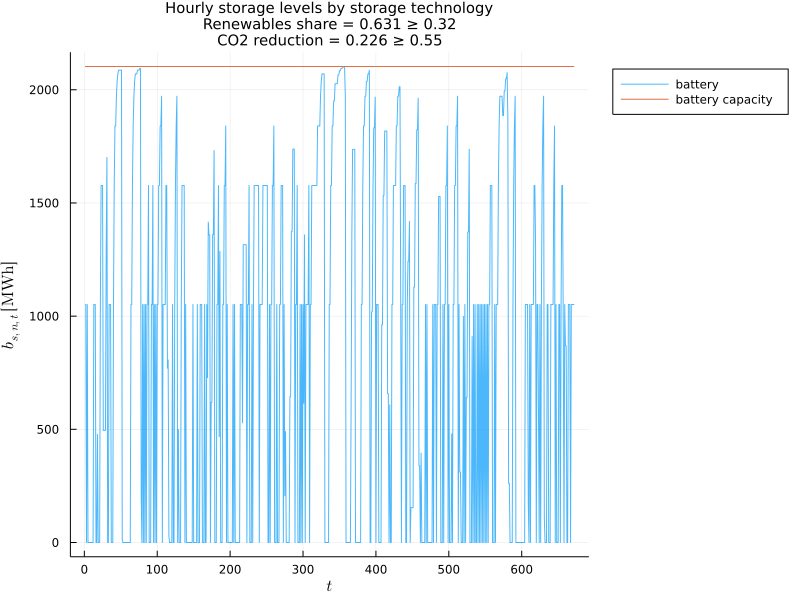 Hourly storage levels by storage technology
Renewables share = 0.631 ≥ 0.32
CO2 reduction = 0.226 ≥ 0.55
battery
battery capacity
b_{s,n,t} [MWh]
2000
1500
1000
500
0
0 100 200 300 400 500 600
t